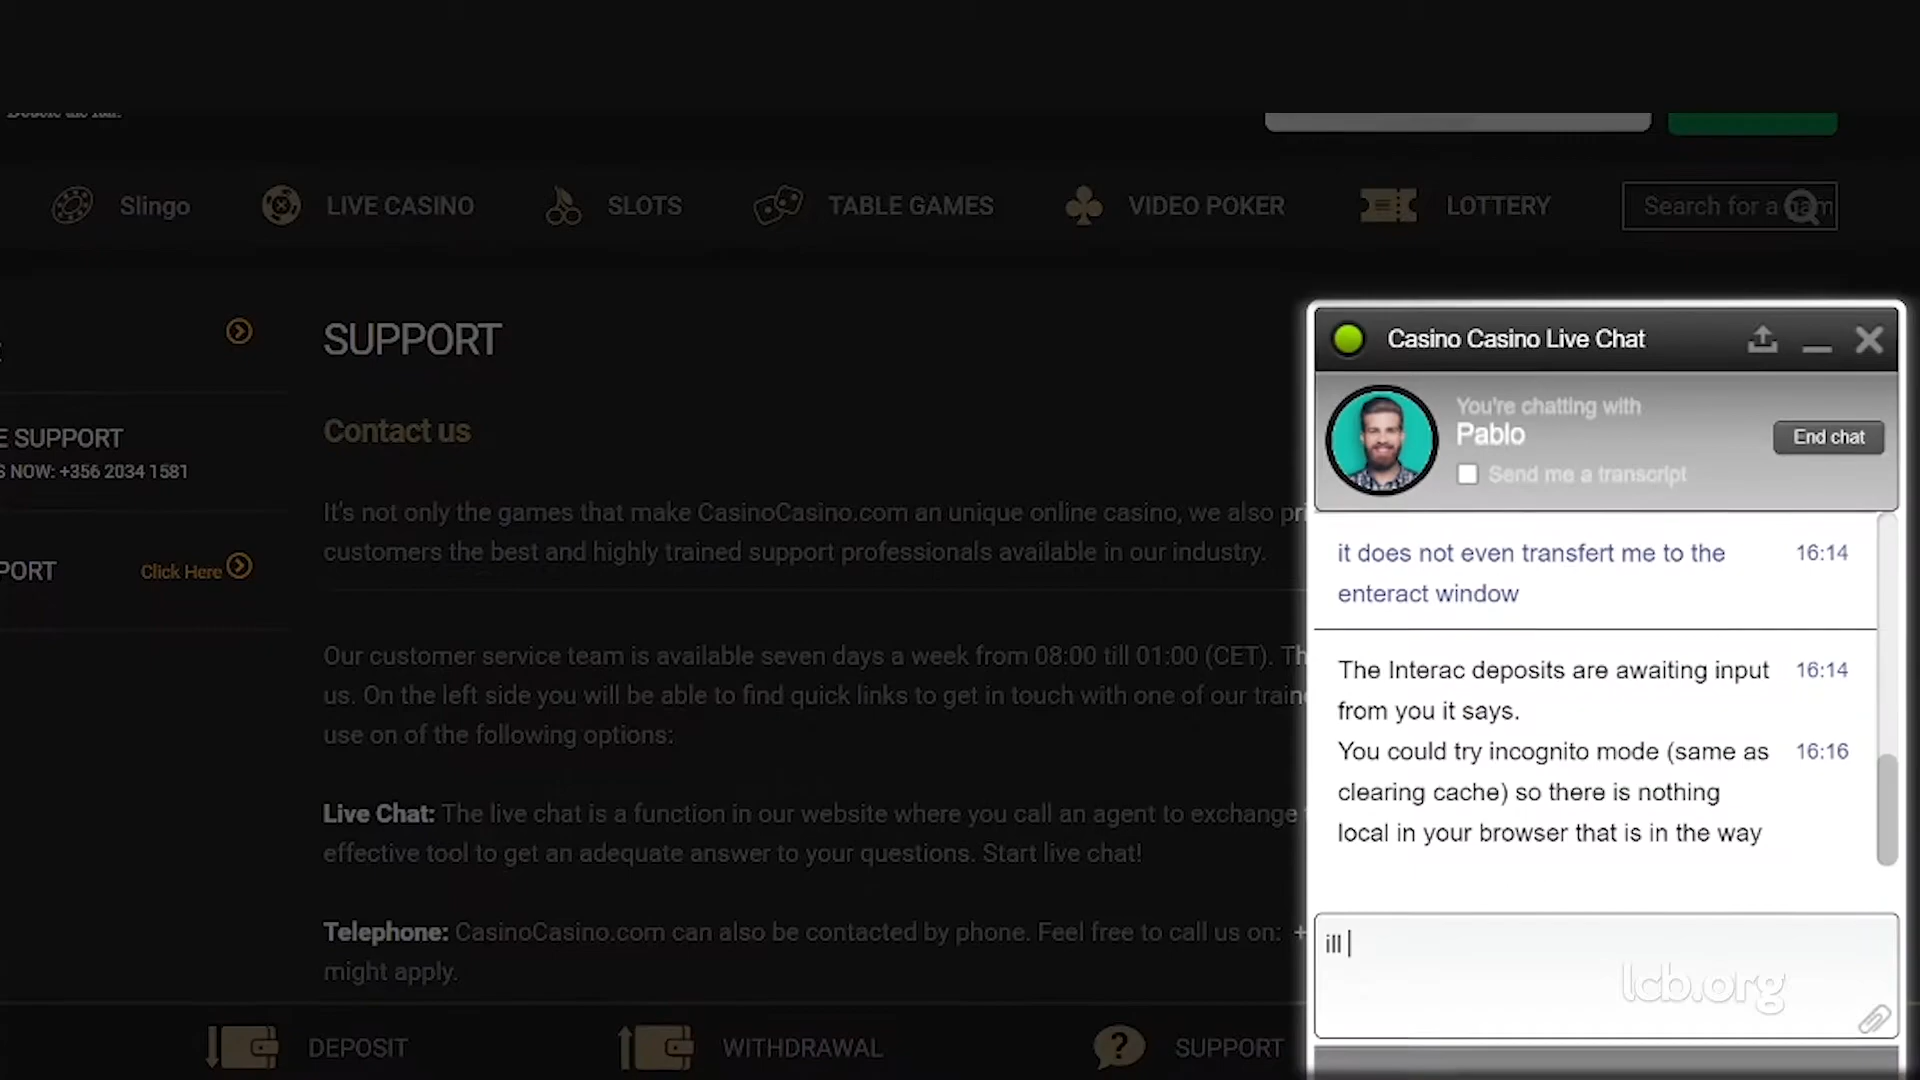 Slingo
LIVE CASINO
SLOTS
TABLE GAMES
VIDEO POKER
LOTTERY
Search for a gam
SUPPORT
Contact us
E SUPPORT
S NOW: +356 2034 1581
PORT
Click Here
It's not only the games that make CasinoCasino.com an unique online casino, we also pri
customers the best and highly trained support professionals available in our industry.
Our customer service team is available seven days a week from 08:00 till 01:00 (CET). Th
us. On the left side you will be able to find quick links to get in touch with one of our traine
use on of the following options:
Live Chat: The live chat is a function in our website where you call an agent to exchange
effective tool to get an adequate answer to your questions. Start live chat!
Telephone: CasinoCasino.com can also be contacted by phone. Feel free to call us on: +
might apply.
DEPOSIT
WITHDRAWAL
SUPPORT
Casino Casino Live Chat
You're chatting with
Pablo
End chat
Send me a transcript
it does not even transfert me to the 16:14
enteract window
The Interac deposits are awaiting input 16:14
from you it says.
You could try incognito mode (same as 16:16
clearing cache) so there is nothing
local in your browser that is in the way
ill
lcb.org